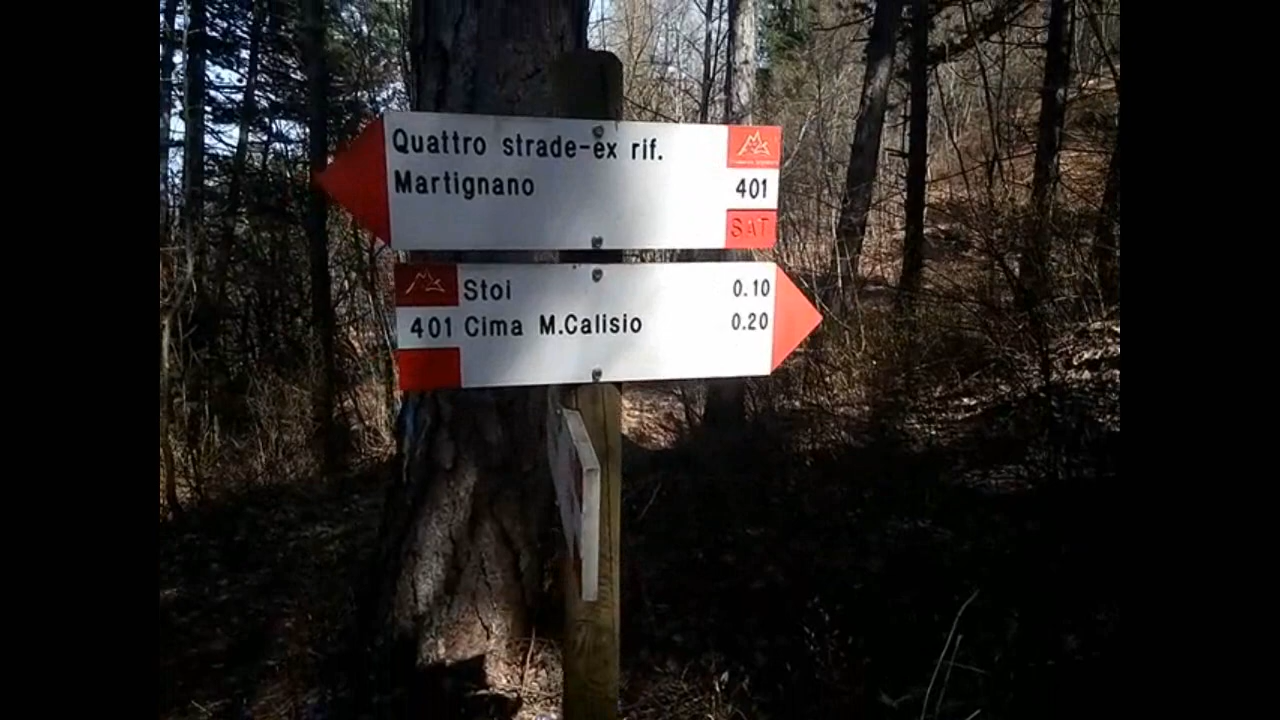 Quattro strade-ex rif.
Martignano
401
SAT
Stoi 0.10
401 Cima M.Calisio 0.20